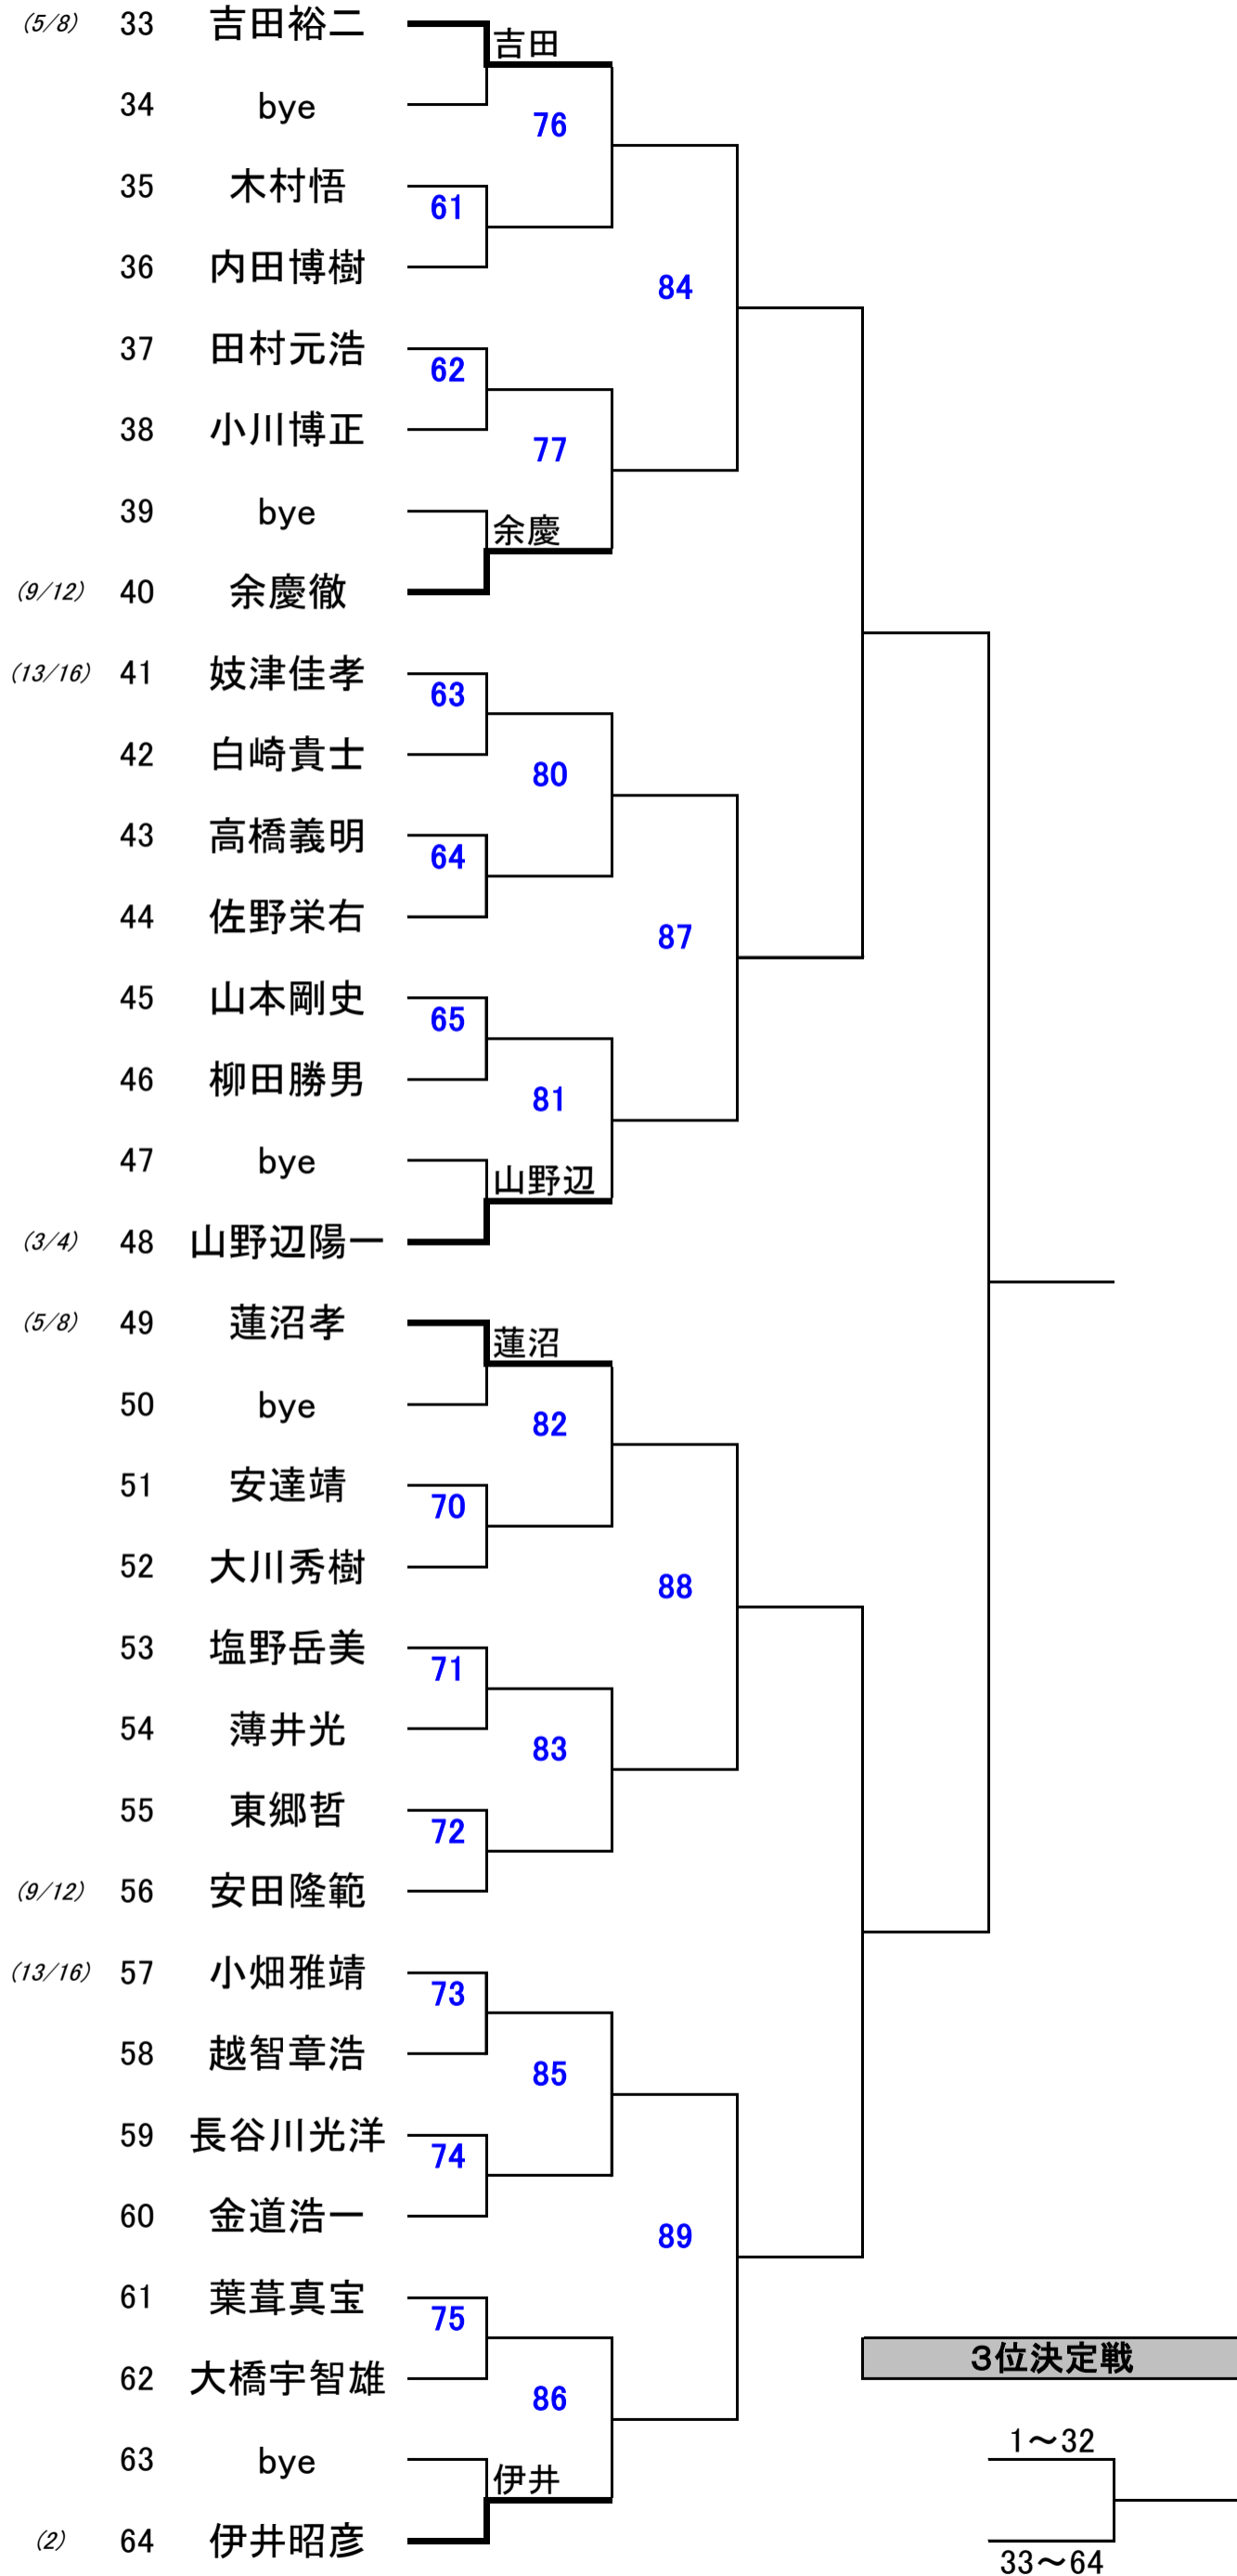 (5/8) 33 吉田裕二
吉田
34 bye
76
35 木村悟
61
36 内田博樹
84
37 田村元浩
62
38 小川博正
77
39 bye
余慶
(9/12) 40 余慶徹
(13/16) 41 妓津佳孝
63
42 白崎貴士
80
43 高橋義明
64
44 佐野栄右
87
45 山本剛史
65
46 柳田勝男
81
47 bye
山野辺
(3/4) 48 山野辺陽一
(5/8) 49 蓮沼孝
蓮沼
50 bye
82
51 安達靖
70
52 大川秀樹
88
53 塩野岳美
71
54 薄井光
83
55 東郷哲
72
(9/12) 56 安田隆範
(13/16) 57 小畑雅靖
73
58 越智章浩
85
59 長谷川光洋
74
60 金道浩一
89
61 葉葺真宝
75
3位決定戦
62 大橋宇智雄
86
1～32
63 bye
伊井
(2) 64 伊井昭彦
33～64